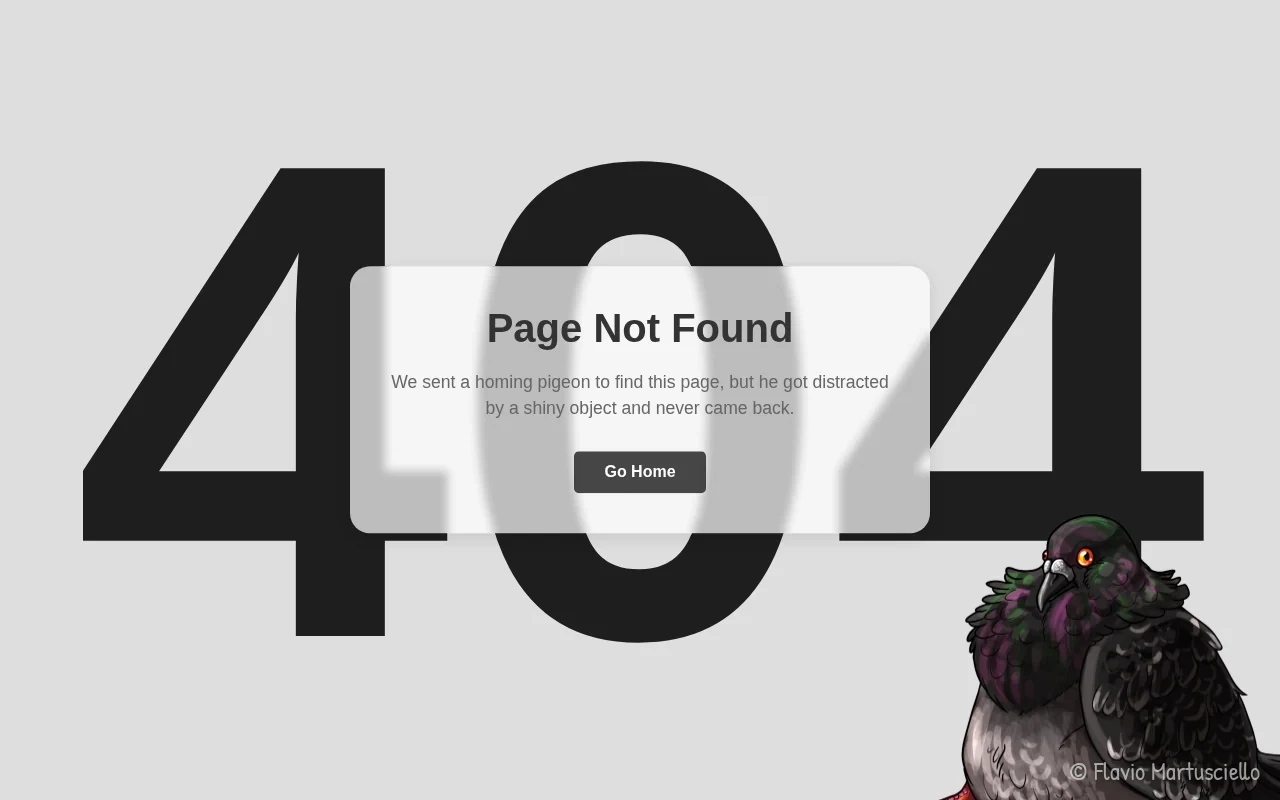 404
Page Not Found
We sent a homing pigeon to find this page, but he got distracted
by a shiny object and never came back.
Go Home
© Flavio Martusciello